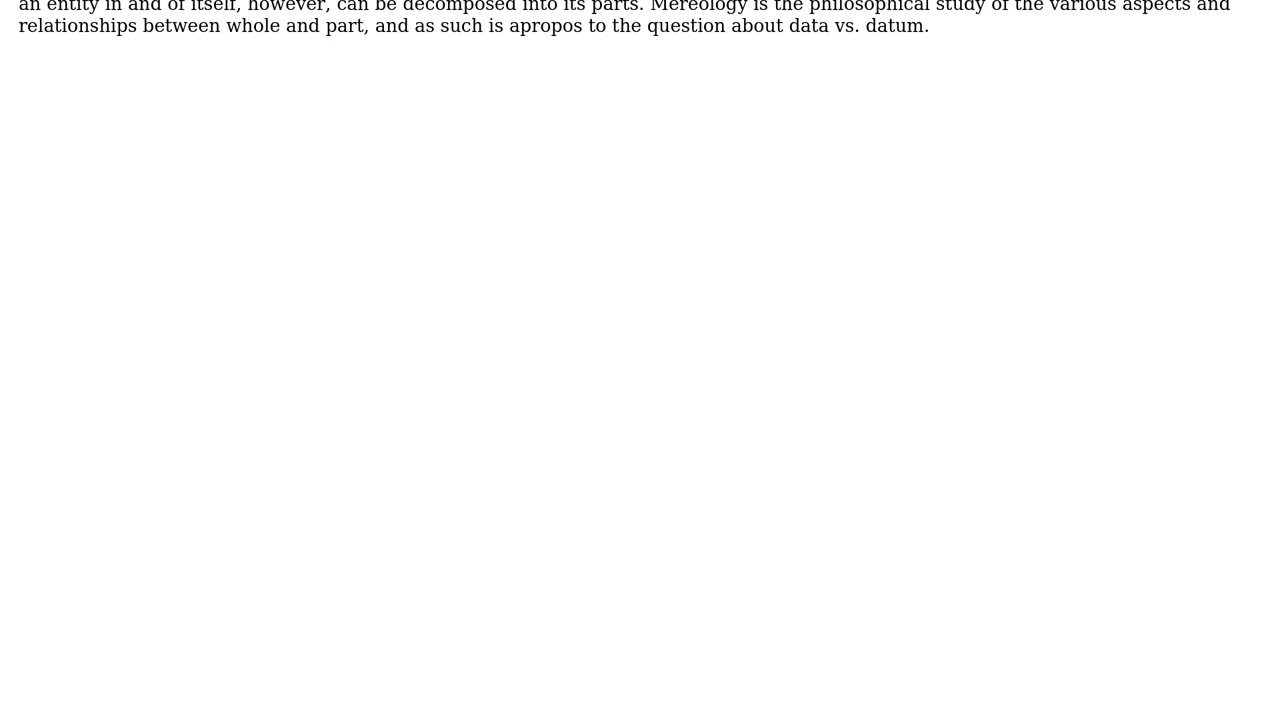 an entity in and of itself, however, can be decomposed into its parts. Mereology is the philosophical study of the various aspects and
relationships between whole and part, and as such is apropos to the question about data vs. datum.